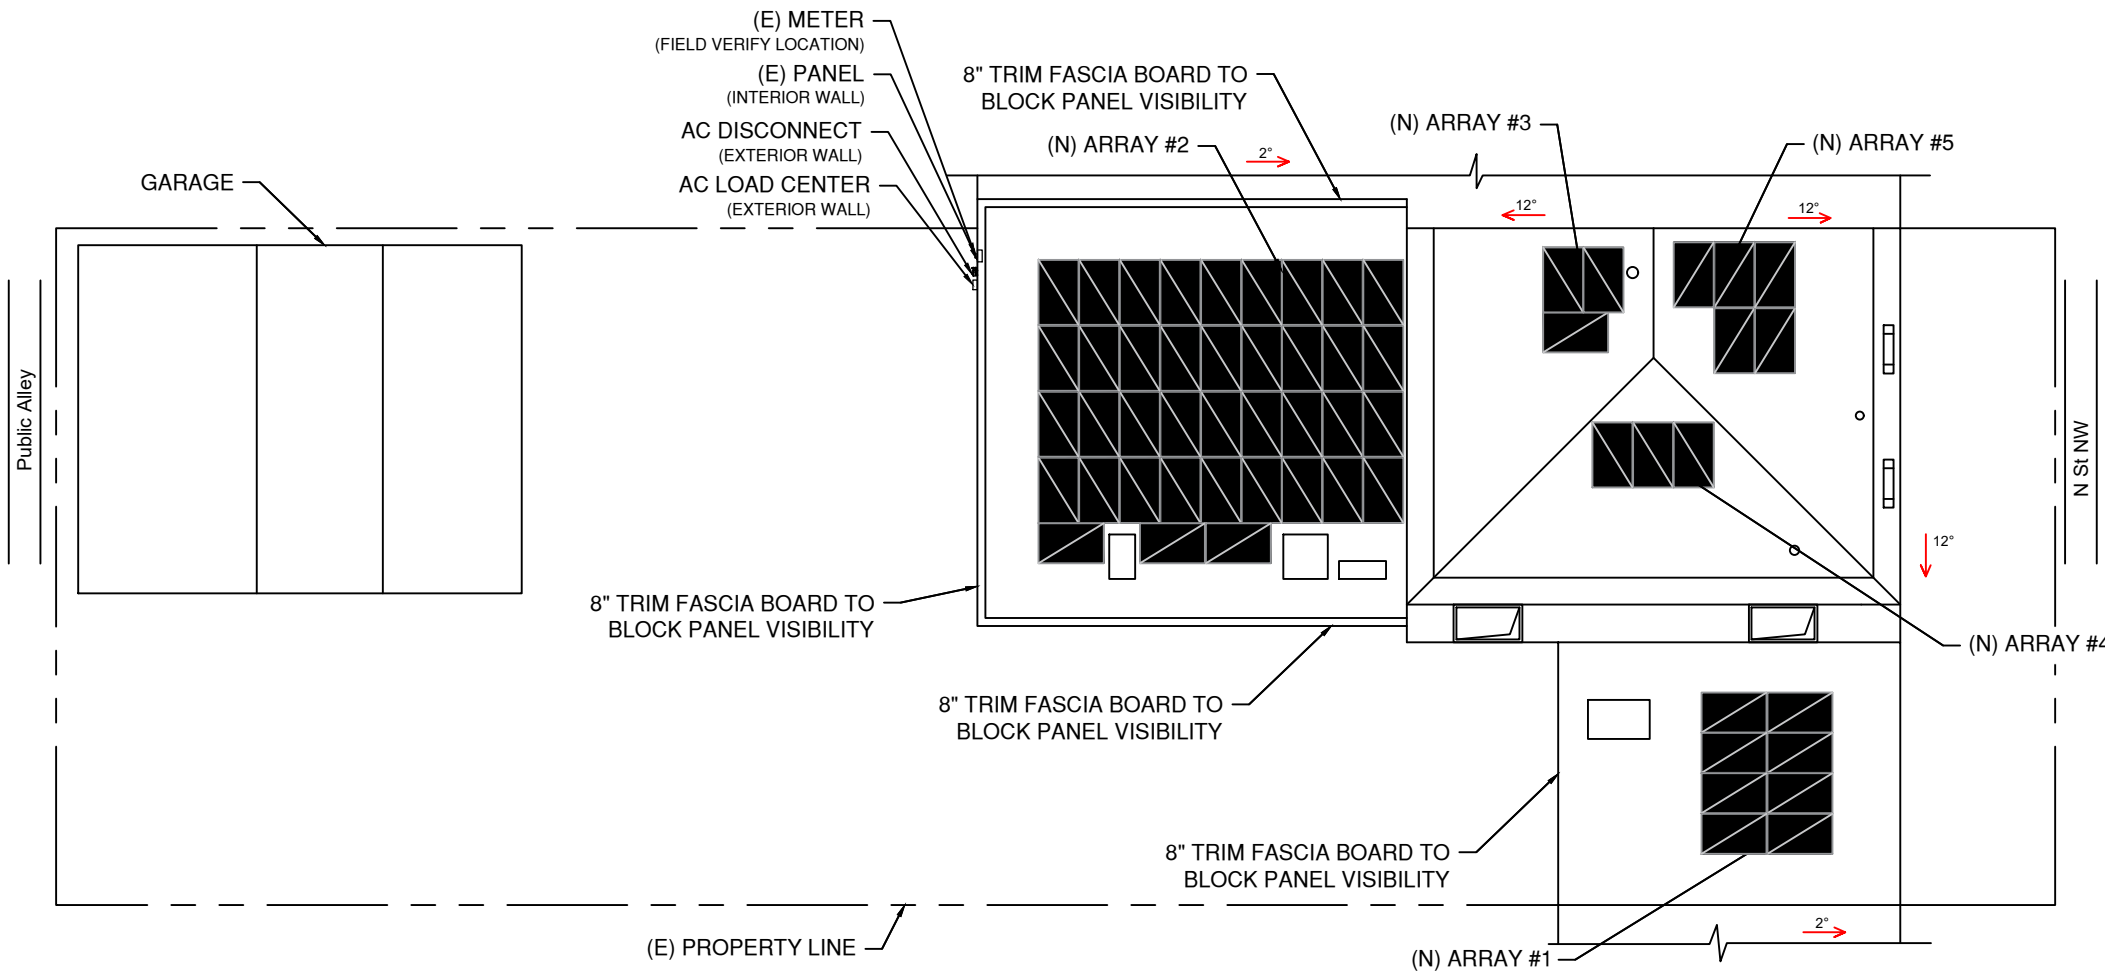 (E) METER
(FIELD VERIFY LOCATION)
(E) PANEL
(INTERIOR WALL)
AC DISCONNECT
(EXTERIOR WALL)
AC LOAD CENTER
(EXTERIOR WALL)
8" TRIM FASCIA BOARD TO
BLOCK PANEL VISIBILITY
(N) ARRAY #2
2°
(N) ARRAY #3
(N) ARRAY #5
12°
12°
GARAGE
Public Alley
N St NW
12°
8" TRIM FASCIA BOARD TO
BLOCK PANEL VISIBILITY
(N) ARRAY #4
8" TRIM FASCIA BOARD TO
BLOCK PANEL VISIBILITY
8" TRIM FASCIA BOARD TO
BLOCK PANEL VISIBILITY
(E) PROPERTY LINE
(N) ARRAY #1
2°